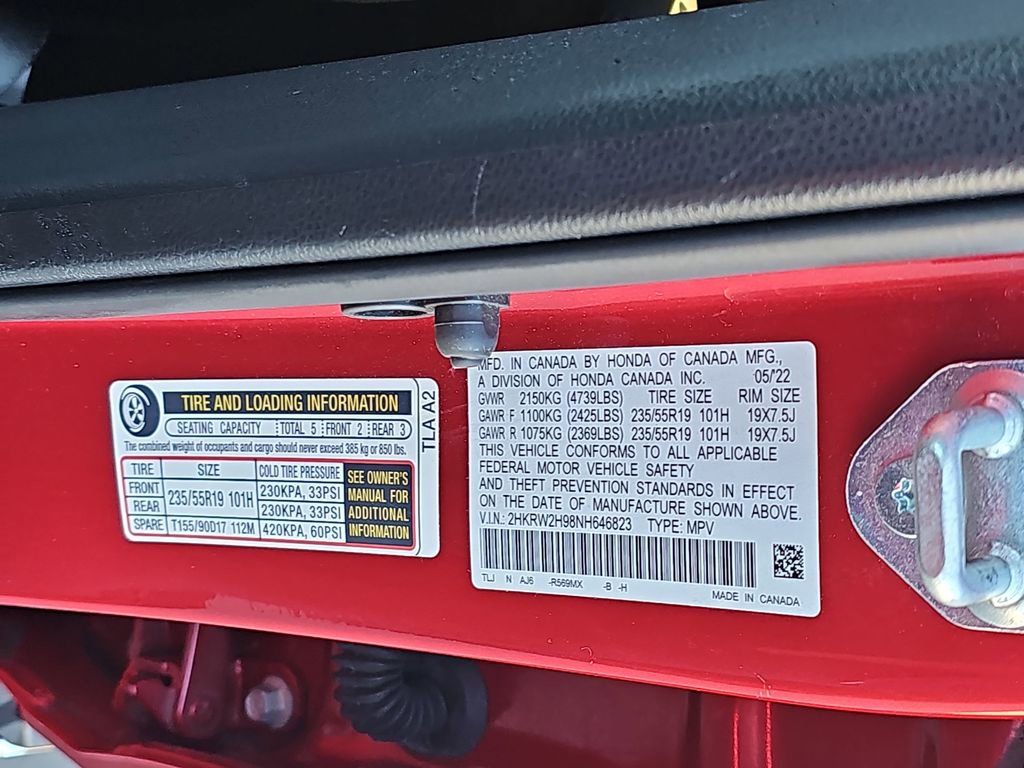 TIRE AND LOADING INFORMATION
SEATING CAPACITY TOTAL 5 FRONT 2 REAR 3
The combined weight of occupants and cargo should never exceed 385 kg or 850 lbs.
TIRE SIZE COLD TIRE PRESSURE
FRONT 235/55R19 101H 230KPA, 33PSI
REAR 230KPA, 33PSI
SPARE T155/90D17 112M 420KPA, 60PSI
SEE OWNER'S
MANUAL FOR
ADDITIONAL
INFORMATION
TLA A2
MFD. IN CANADA BY HONDA OF CANADA MFG.,
A DIVISION OF HONDA CANADA INC. 05/'22
GVWR 2150KG (4739LBS) TIRE SIZE RIM SIZE
GAWR F 1100KG (2425LBS) 235/55R19 101H 19X7.5J
GAWR R 1075KG (2369LBS) 235/55R19 101H 19X7.5J
THIS VEHICLE CONFORMS TO ALL APPLICABLE
FEDERAL MOTOR VEHICLE SAFETY
AND THEFT PREVENTION STANDARDS IN EFFECT
ON THE DATE OF MANUFACTURE SHOWN ABOVE.
V.I.N.: 2HKRW2H98NH646823 TYPE: MPV
TLJ N AJ6 -R569MX -B -H
MADE IN CANADA